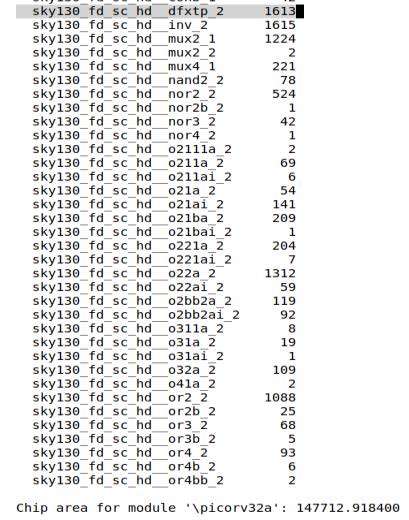 sky130_fd_sc_hd__dfxtp_2 1613
sky130_fd_sc_hd__inv_2 1615
sky130_fd_sc_hd__mux2_1 1224
sky130_fd_sc_hd__mux2_2 2
sky130_fd_sc_hd__mux4_1 221
sky130_fd_sc_hd__nand2_2 78
sky130_fd_sc_hd__nor2_2 524
sky130_fd_sc_hd__nor2b_2 1
sky130_fd_sc_hd__nor3_2 42
sky130_fd_sc_hd__nor4_2 1
sky130_fd_sc_hd__o2111a_2 2
sky130_fd_sc_hd__o211a_2 69
sky130_fd_sc_hd__o211ai_2 6
sky130_fd_sc_hd__o21a_2 54
sky130_fd_sc_hd__o21ai_2 141
sky130_fd_sc_hd__o21ba_2 209
sky130_fd_sc_hd__o21bai_2 1
sky130_fd_sc_hd__o221a_2 204
sky130_fd_sc_hd__o221ai_2 7
sky130_fd_sc_hd__o22a_2 1312
sky130_fd_sc_hd__o22ai_2 59
sky130_fd_sc_hd__o2bb2a_2 119
sky130_fd_sc_hd__o2bb2ai_2 92
sky130_fd_sc_hd__o311a_2 8
sky130_fd_sc_hd__o31a_2 19
sky130_fd_sc_hd__o31ai_2 1
sky130_fd_sc_hd__o32a_2 109
sky130_fd_sc_hd__o41a_2 2
sky130_fd_sc_hd__or2_2 1088
sky130_fd_sc_hd__or2b_2 25
sky130_fd_sc_hd__or3_2 68
sky130_fd_sc_hd__or3b_2 5
sky130_fd_sc_hd__or4_2 93
sky130_fd_sc_hd__or4b_2 6
sky130_fd_sc_hd__or4bb_2 2
Chip area for module '\picorv32a': 147712.918400